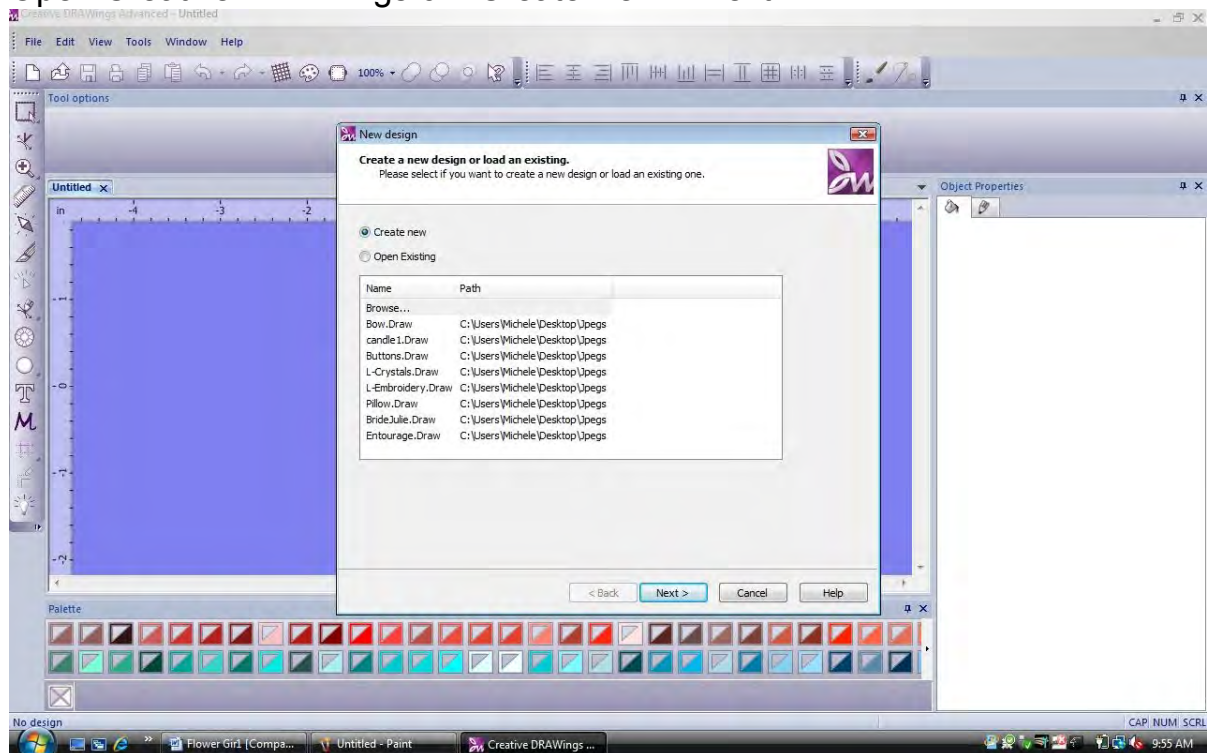 Creative DRAWings Advanced - Untitled
File Edit View Tools Window Help
100%
Tool options
Untitled x
in -4 -3 -2
-1
-0
-1
-2
New design
Create a new design or load an existing.
Please select if you want to create a new design or load an existing one.
Create new
Open Existing
Name Path
Browse...
Bow.Draw C:\Users\Michele\Desktop\Jpegs
candle1.Draw C:\Users\Michele\Desktop\Jpegs
Buttons.Draw C:\Users\Michele\Desktop\Jpegs
L-Crystals.Draw C:\Users\Michele\Desktop\Jpegs
L-Embroidery.Draw C:\Users\Michele\Desktop\Jpegs
Pillow.Draw C:\Users\Michele\Desktop\Jpegs
BrideJulie.Draw C:\Users\Michele\Desktop\Jpegs
Entourage.Draw C:\Users\Michele\Desktop\Jpegs
< Back Next > Cancel Help
Object Properties
Palette
No design CAP NUM SCRL
Flower Girl [Compa... Untitled - Paint Creative DRAWings ... 9:55 AM